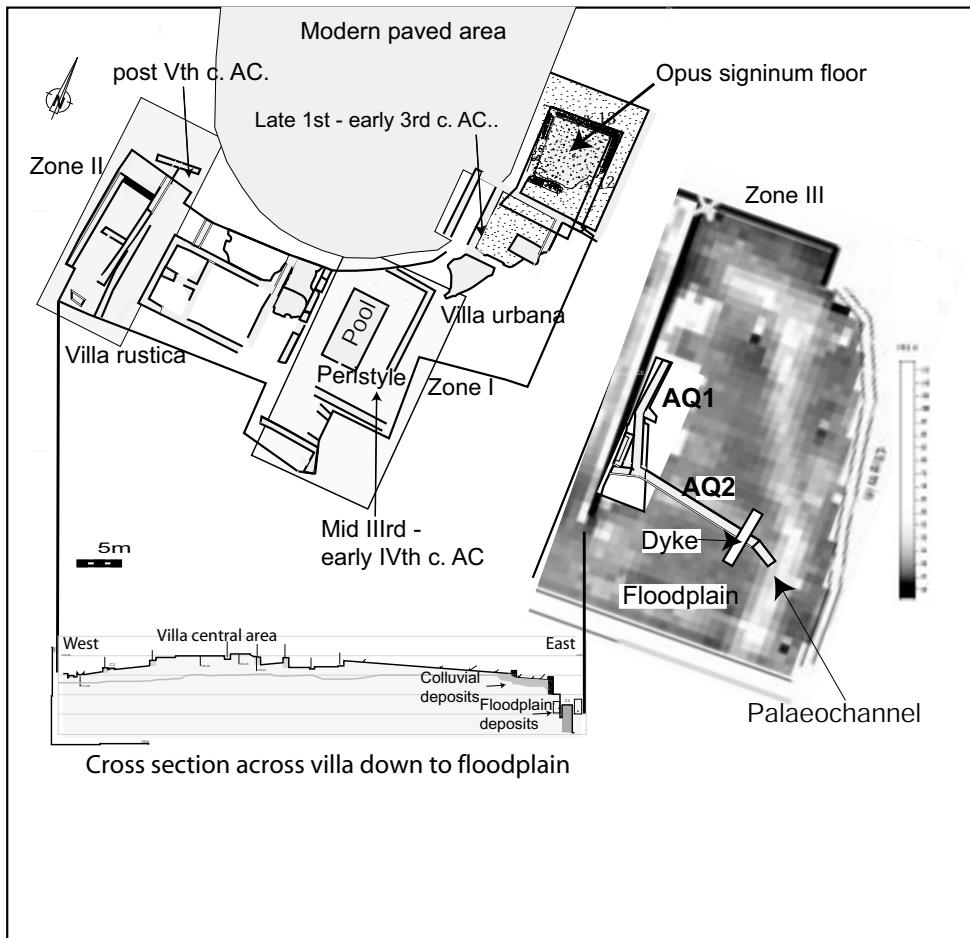 Modern paved area
post Vth c. AC.
Opus signinum floor
Late 1st - early 3rd c. AC..
Zone II
Zone III
N
Villa urbana
Pool
Villa rustica
Peristyle
Zone I
AQ1
AQ2
Mid IIIrd -
early IVth c. AC
5m
Dyke
Floodplain
West
Villa central area
East
Colluvial
deposits
Floodplain
deposits
Palaeochannel
Cross section across villa down to floodplain